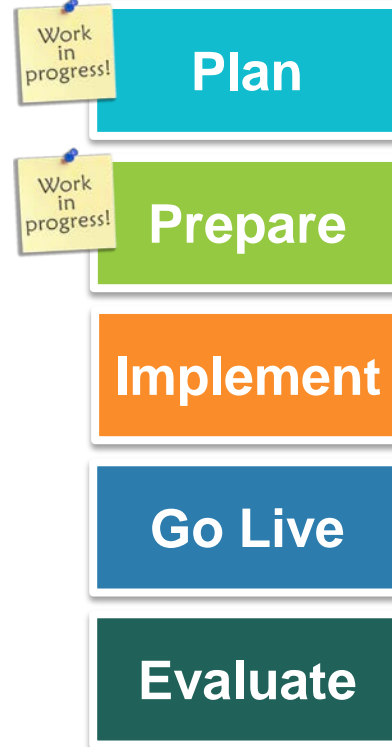 Work
in
progress!
Plan
Work
in
progress!
Prepare
Implement
Go Live
Evaluate